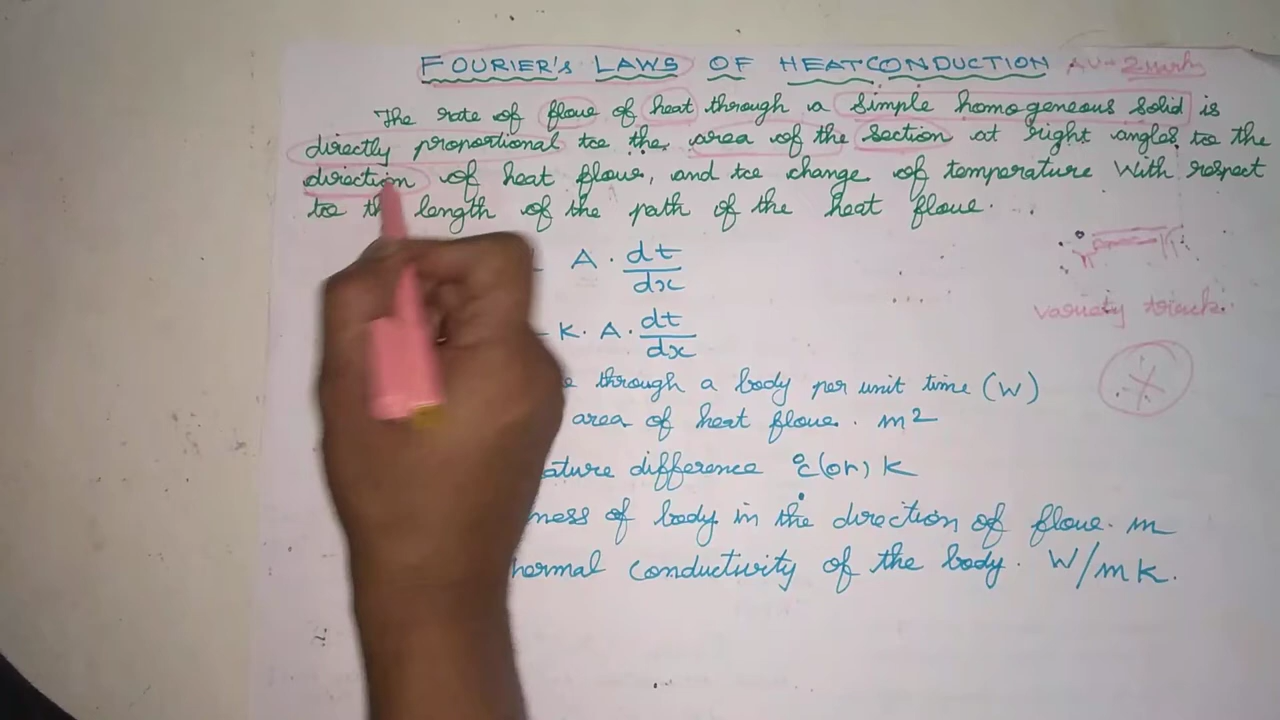 FOURIER'S LAWS OF HEATCONDUCTION AU - 2 mark
The rate of flow of heat through a simple homogeneous solid is
directly proportional to the area of the section at right angles to the
direction of heat flow, and to change of temperature with respect
to the length of the path of the heat flow.
A. dt/dx
- K. A. dt/dx
variety
through a body per unit time (W)
area of heat flow. m2
ature difference °c (or) K
ness of body in the direction of flow. m
hermal conductivity of the body. W/mK.